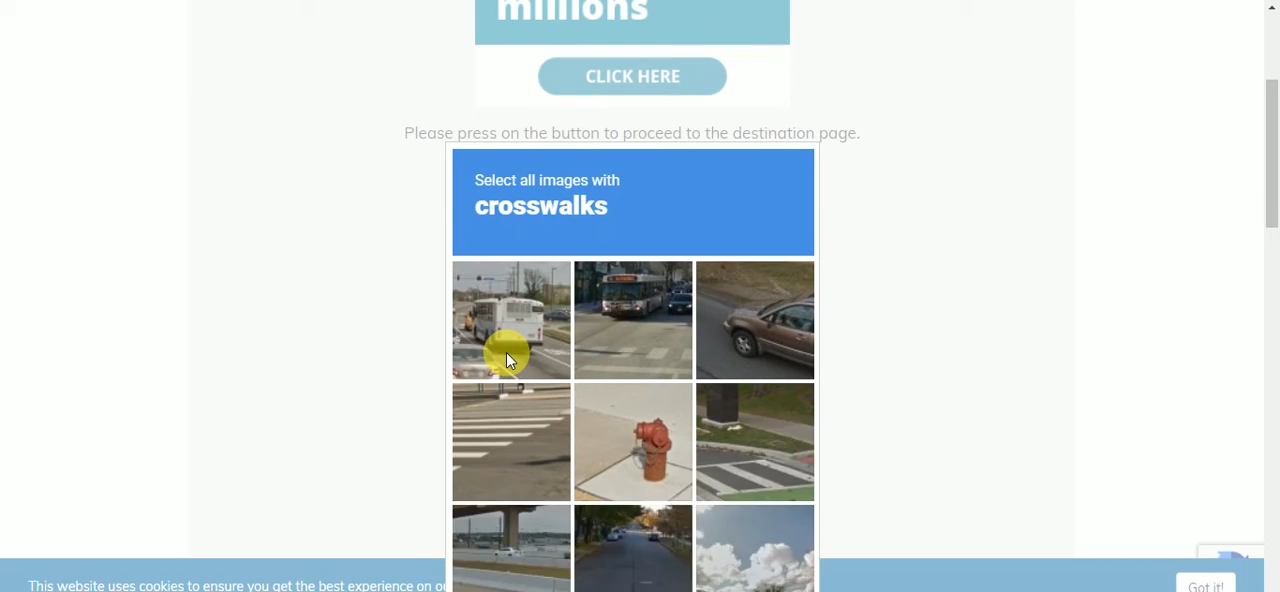 millions
CLICK HERE
Please press on the button to proceed to the destination page.
Select all images with
crosswalks
This website uses cookies to ensure you get the best experience on
Got it!